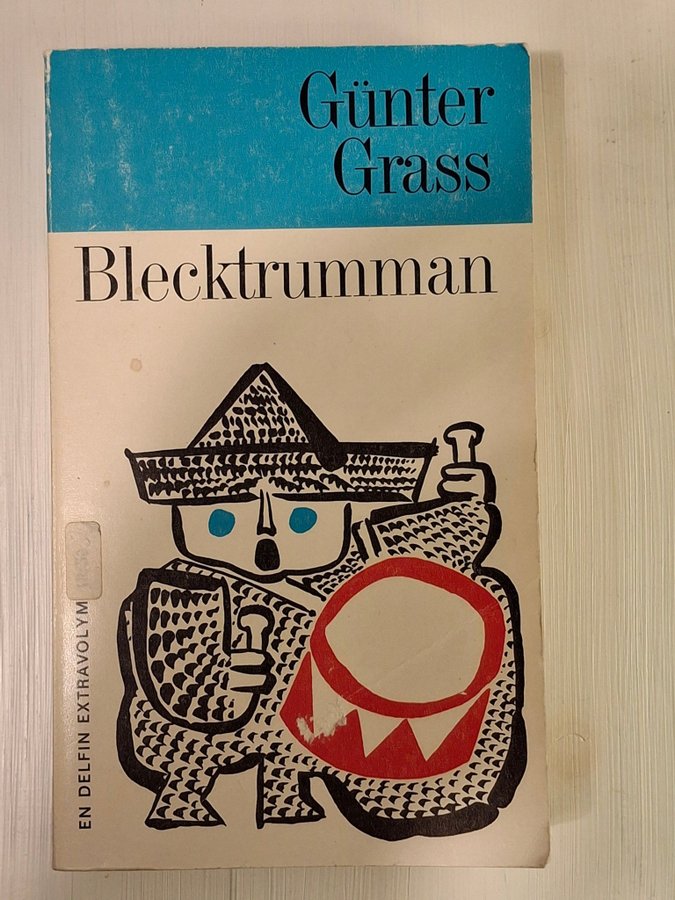 Günter
Grass
Blecktrumman
EN DELFIN EXTRAVOLYM